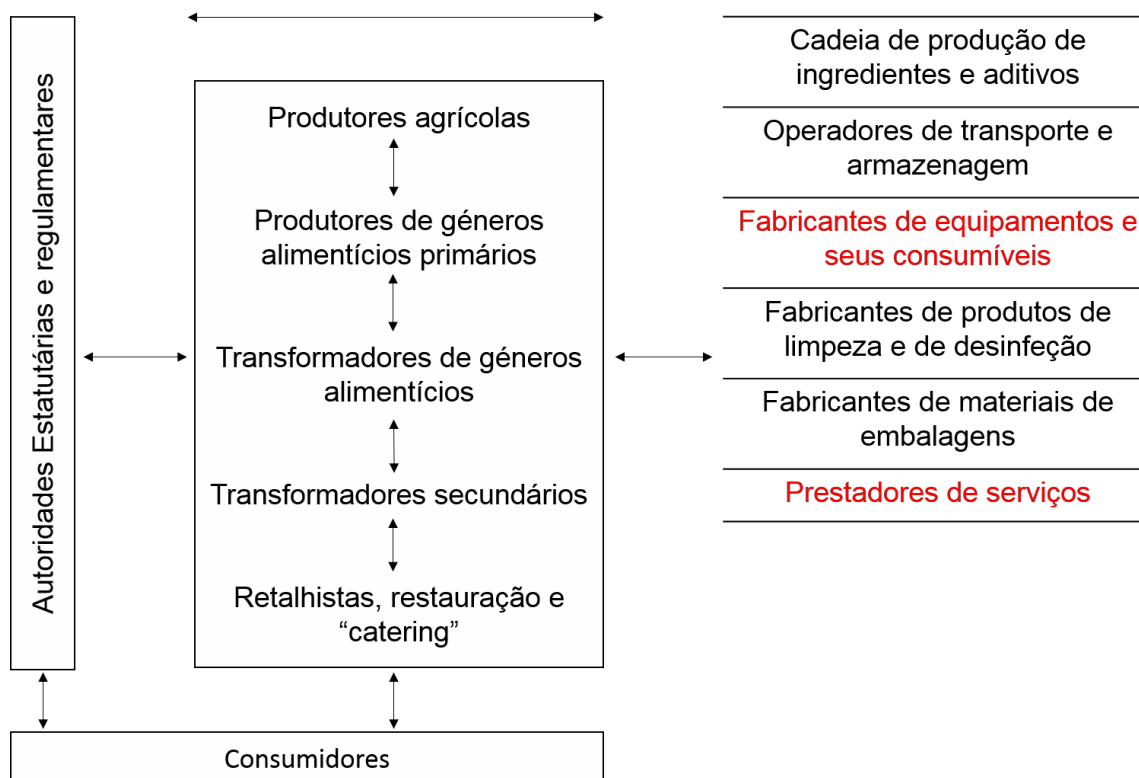 Autoridades Estatutárias e regulamentares
Produtores agrícolas
Produtores de géneros
alimentícios primários
Transformadores de géneros
alimentícios
Transformadores secundários
Retalhistas, restauração e
“catering”
Cadeia de produção de
ingredientes e aditivos
Operadores de transporte e
armazenagem
Fabricantes de equipamentos e
seus consumíveis
Fabricantes de produtos de
limpeza e de desinfeção
Fabricantes de materiais de
embalagens
Prestadores de serviços
Consumidores